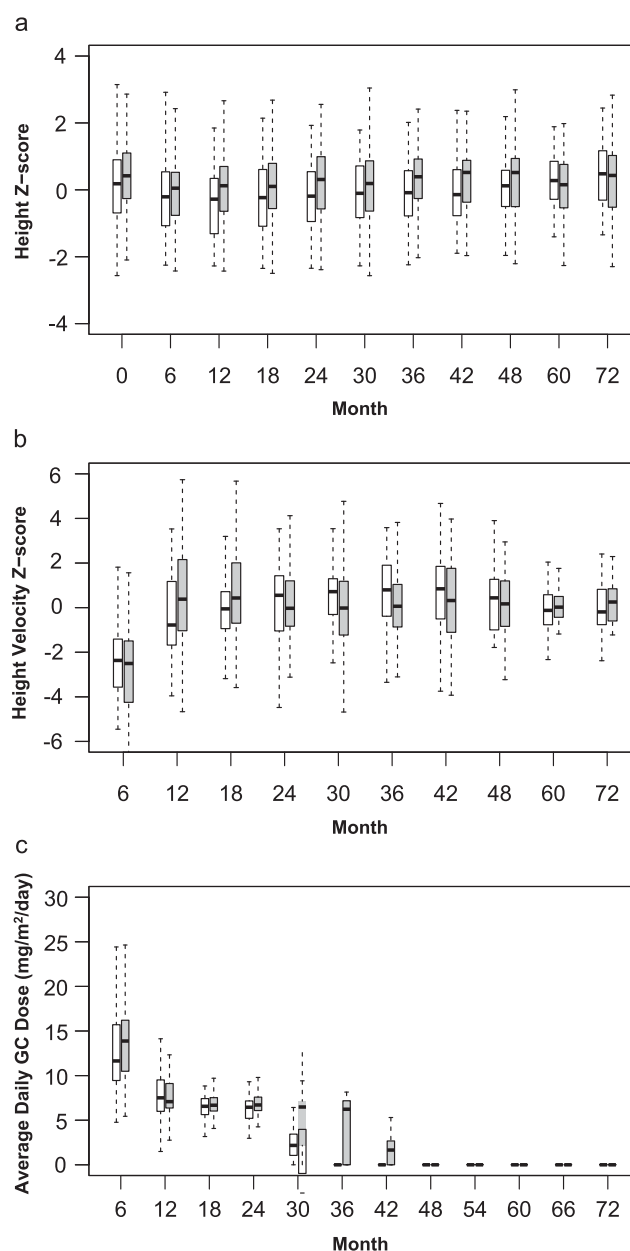 a
4
2
0
-2
-4
Height Z−score
0 6 12 18 24 30 36 42 48 60 72
Month
b
6
4
2
0
-2
-4
-6
Height Velocity Z−score
6 12 18 24 30 36 42 48 60 72
Month
c
30
25
20
15
10
5
0
Average Daily GC Dose (mg/m²/day)
6 12 18 24 30 36 42 48 54 60 66 72
Month